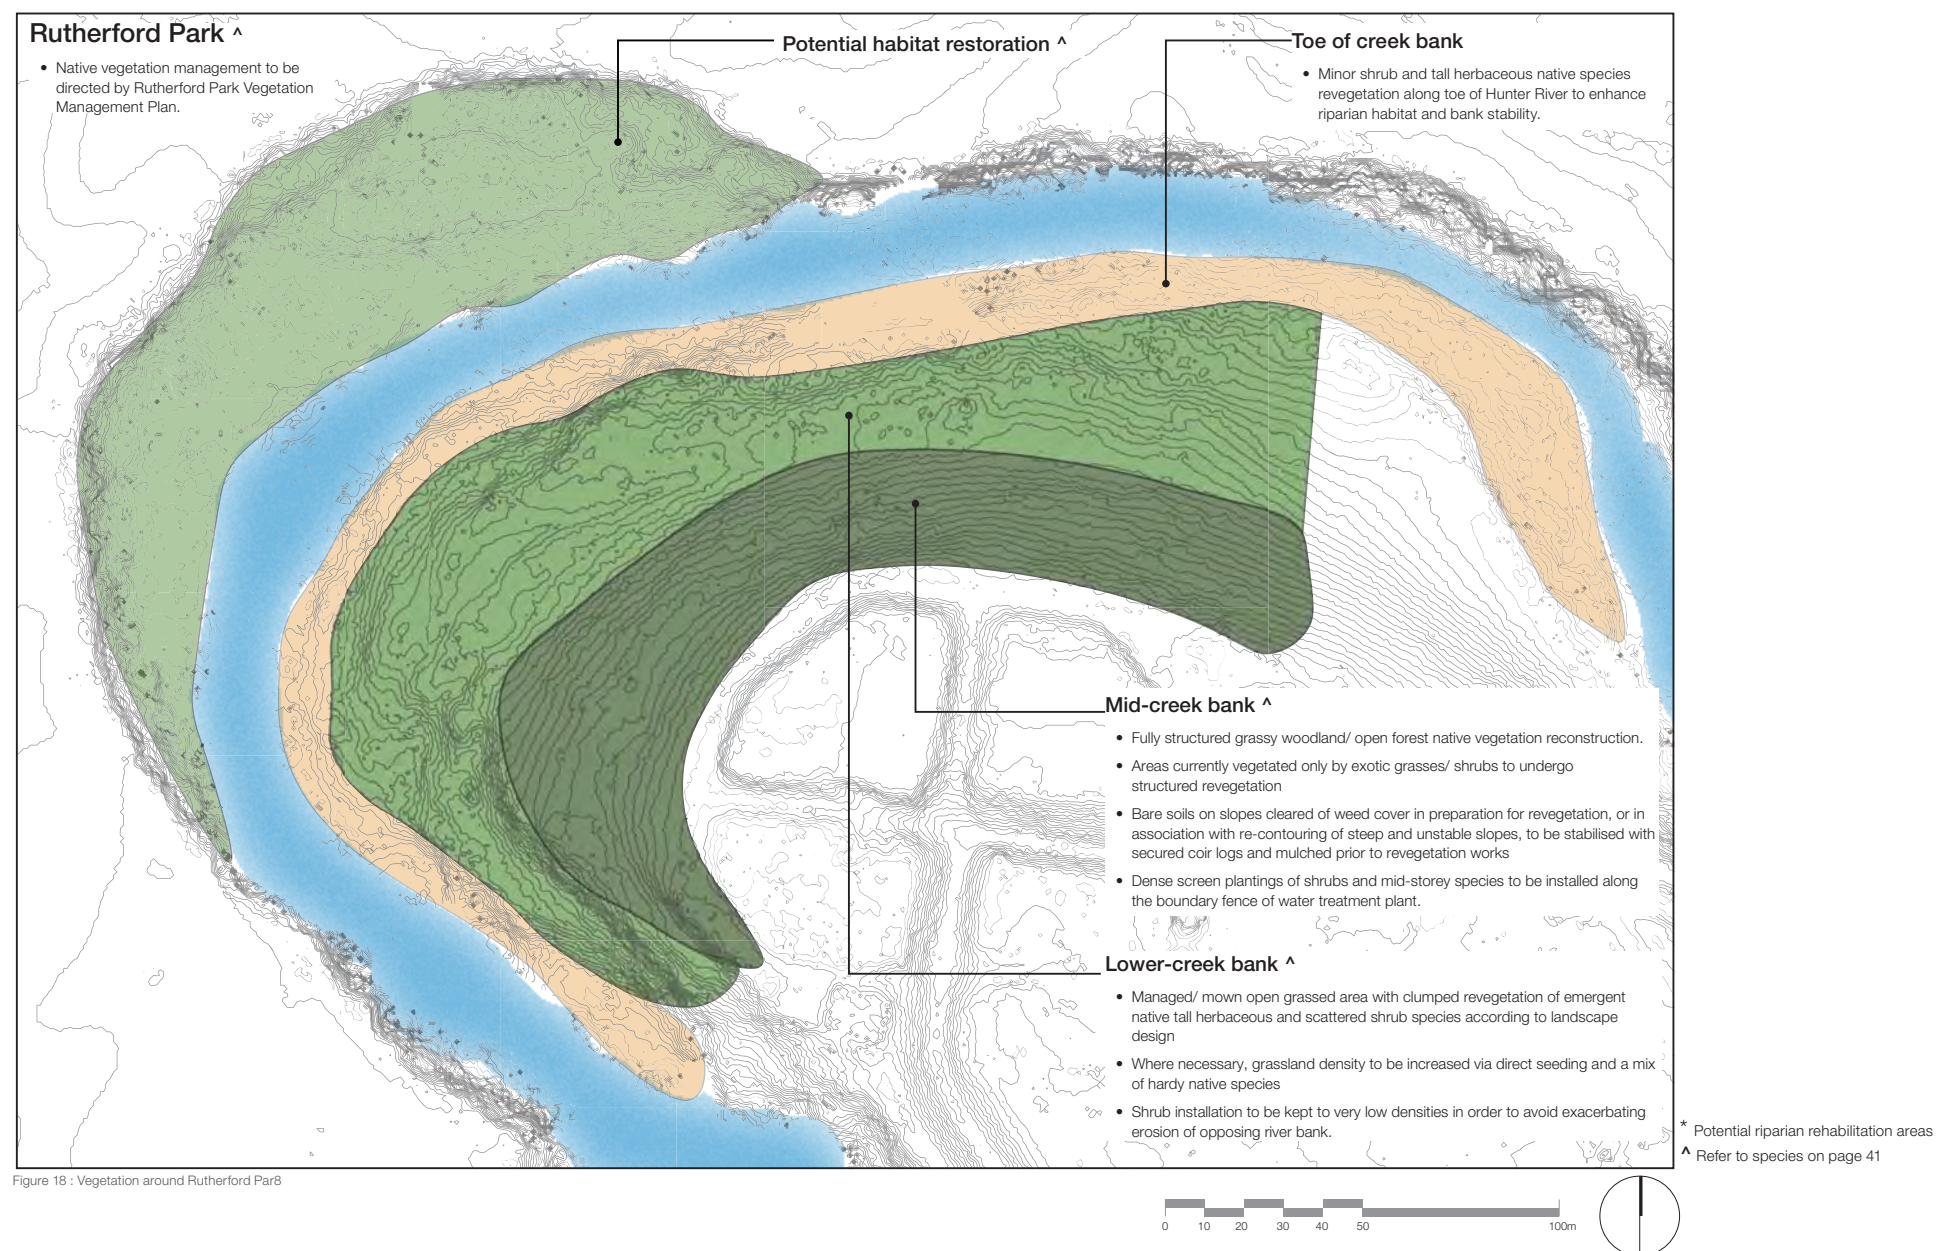 Rutherford Park ^
• Native vegetation management to be
directed by Rutherford Park Vegetation
Management Plan.
Potential habitat restoration ^
Toe of creek bank
• Minor shrub and tall herbaceous native species
revegetation along toe of Hunter River to enhance
riparian habitat and bank stability.
Mid-creek bank ^
• Fully structured grassy woodland/ open forest native vegetation reconstruction.
• Areas currently vegetated only by exotic grasses/ shrubs to undergo
structured revegetation
• Bare soils on slopes cleared of weed cover in preparation for revegetation, or in
association with re-contouring of steep and unstable slopes, to be stabilised with
secured coir logs and mulched prior to revegetation works
• Dense screen plantings of shrubs and mid-storey species to be installed along
the boundary fence of water treatment plant.
Lower-creek bank ^
• Managed/ mown open grassed area with clumped revegetation of emergent
native tall herbaceous and scattered shrub species according to landscape
design
• Where necessary, grassland density to be increased via direct seeding and a mix
of hardy native species
• Shrub installation to be kept to very low densities in order to avoid exacerbating
erosion of opposing river bank.
* Potential riparian rehabilitation areas
^ Refer to species on page 41
Figure 18 : Vegetation around Rutherford Par8
0 10 20 30 40 50 100m